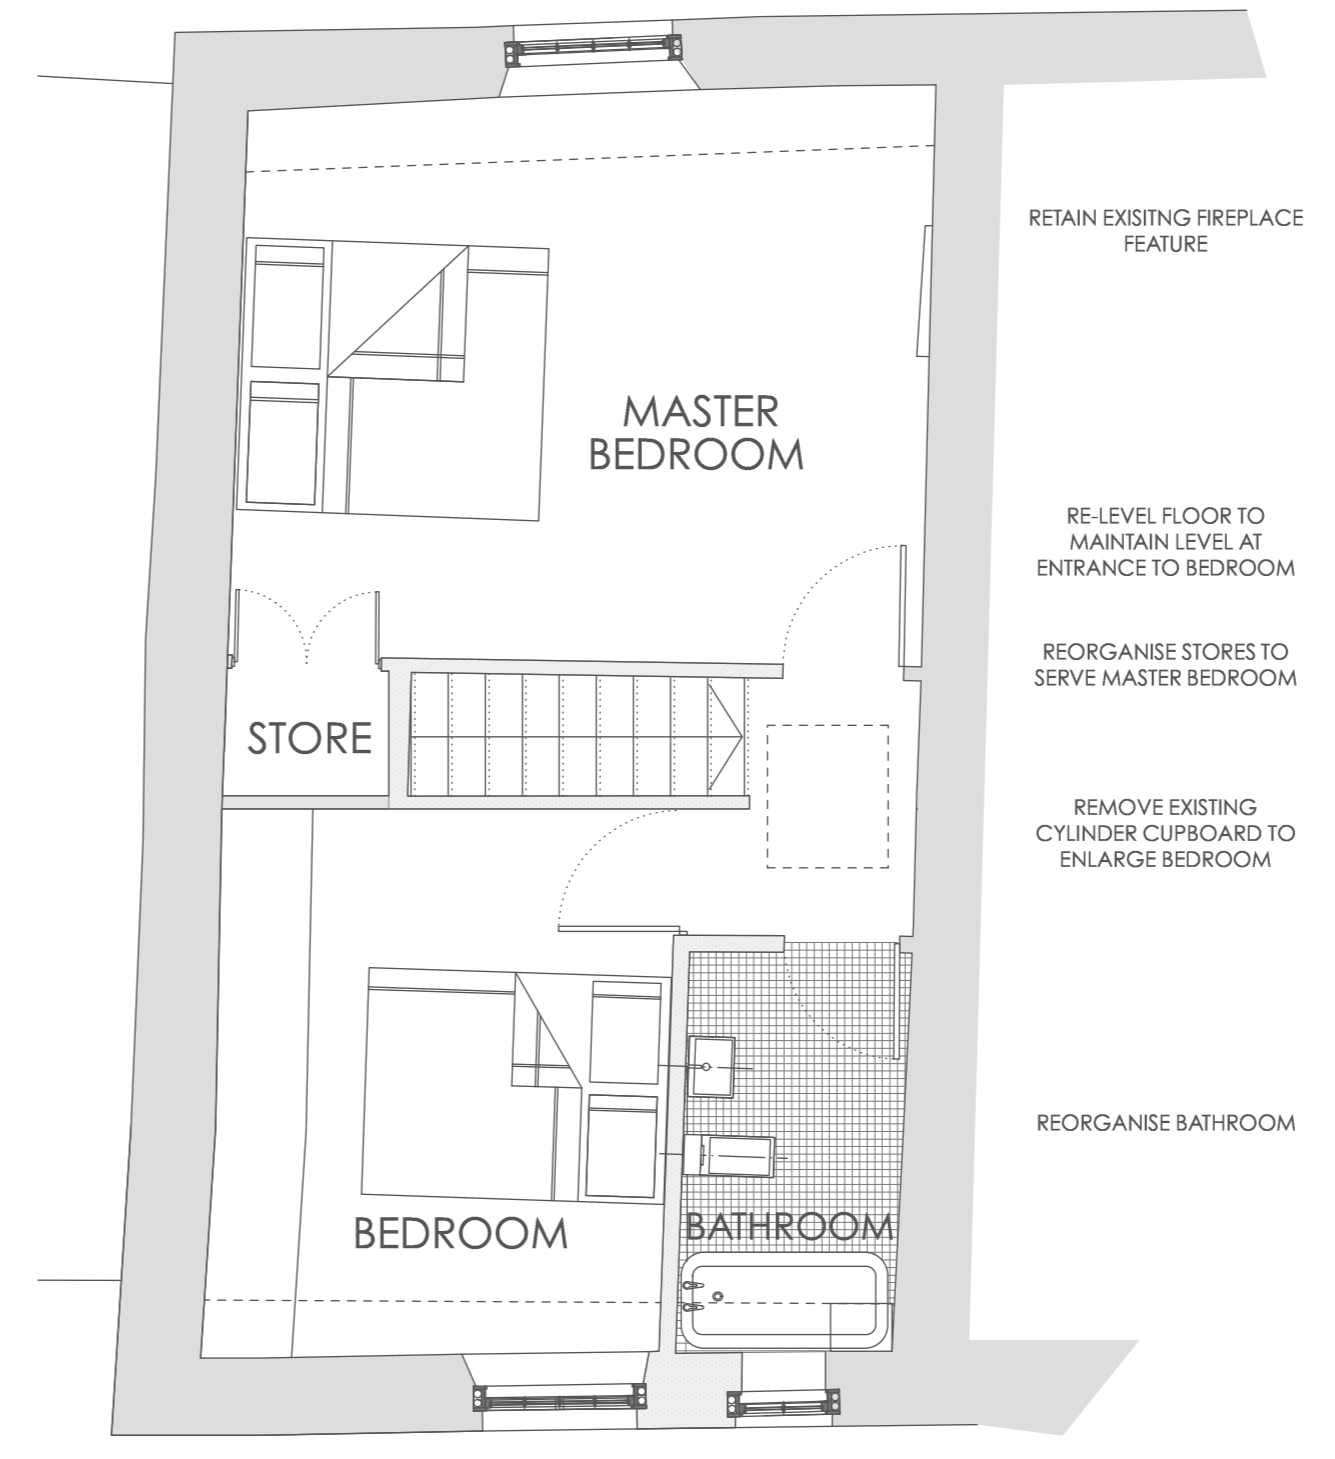 RETAIN EXISITNG FIREPLACE
FEATURE
MASTER
BEDROOM
RE-LEVEL FLOOR TO
MAINTAIN LEVEL AT
ENTRANCE TO BEDROOM
REORGANISE STORES TO
SERVE MASTER BEDROOM
STORE
REMOVE EXISTING
CYLINDER CUPBOARD TO
ENLARGE BEDROOM
REORGANISE BATHROOM
BEDROOM
BATHROOM